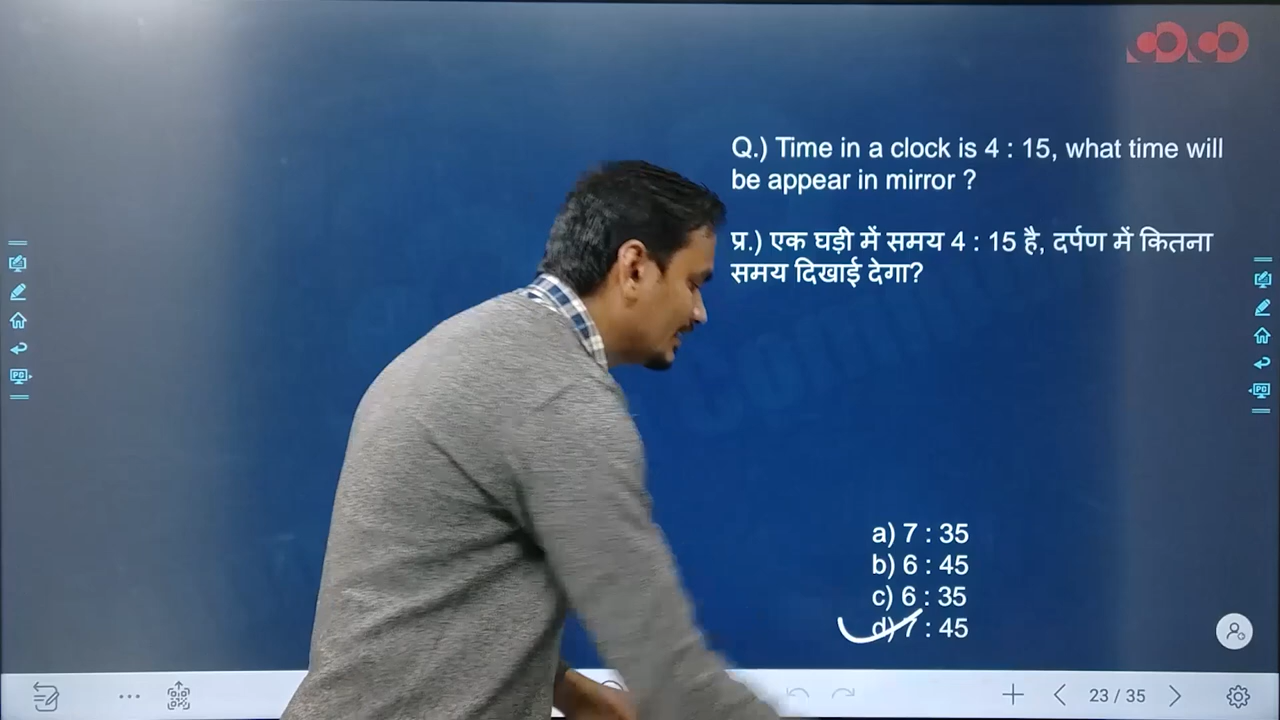 Q.) Time in a clock is 4 : 15, what time will
be appear in mirror ?
प्र.) एक घड़ी में समय 4 : 15 है, दर्पण में कितना
समय दिखाई देगा?
a) 7 : 35
b) 6 : 45
c) 6 : 35
d) 7 : 45
23 / 35